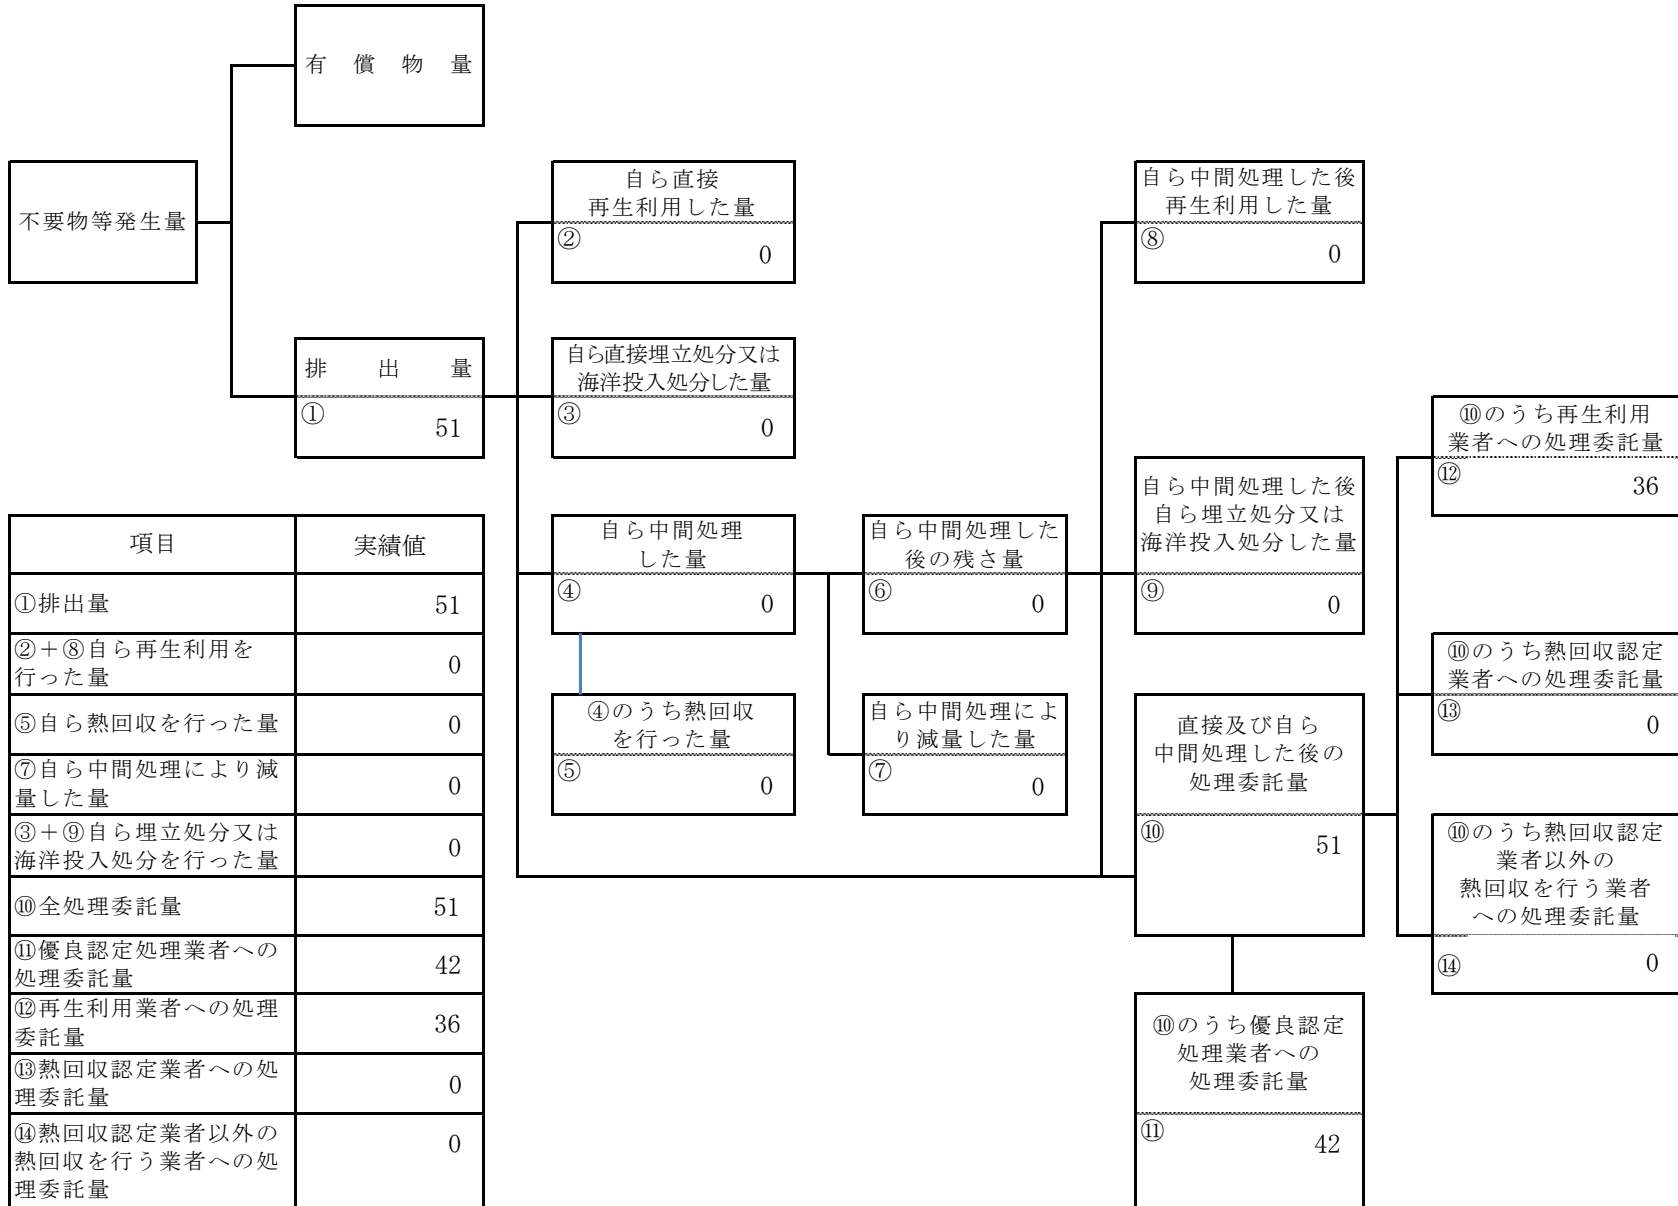 有償物量
不要物等発生量
自ら直接
再生利用した量
②
0
自ら中間処理した後
再生利用した量
⑧
0
排出量
①
51
自ら直接埋立処分又は
海洋投入処分した量
③
0
⑩のうち再生利用
業者への処理委託量
⑫
36
自ら中間処理した後
自ら埋立処分又は
海洋投入処分した量
⑨
0
自ら中間処理
した量
④
0
自ら中間処理した
後の残さ量
⑥
0
⑩のうち熱回収認定
業者への処理委託量
⑬
0
④のうち熱回収
を行った量
⑤
0
自ら中間処理によ
り減量した量
⑦
0
直接及び自ら
中間処理した後の
処理委託量
⑩
51
⑩のうち熱回収認定
業者以外の
熱回収を行う業者
への処理委託量
⑭
0
⑩のうち優良認定
処理業者への
処理委託量
⑪
42
項目 実績値
①排出量 51
②＋⑧自ら再生利用を
行った量 0
⑤自ら熱回収を行った量 0
⑦自ら中間処理により減
量した量 0
③＋⑨自ら埋立処分又は
海洋投入処分を行った量 0
⑩全処理委託量 51
⑪優良認定処理業者への
処理委託量 42
⑫再生利用業者への処理
委託量 36
⑬熱回収認定業者への処
理委託量 0
⑭熱回収認定業者以外の
熱回収を行う業者への処
理委託量 0